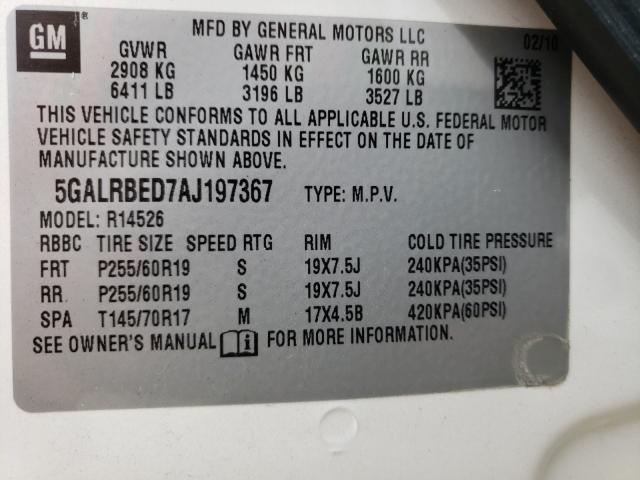 GM
MFD BY GENERAL MOTORS LLC
02/10
GVWR GAWR FRT GAWR RR
2908 KG 1450 KG 1600 KG
6411 LB 3196 LB 3527 LB
THIS VEHICLE CONFORMS TO ALL APPLICABLE U.S. FEDERAL MOTOR
VEHICLE SAFETY STANDARDS IN EFFECT ON THE DATE OF
MANUFACTURE SHOWN ABOVE.
5GALRBED7AJ197367 TYPE: M.P.V.
MODEL: R14526
RBBC TIRE SIZE SPEED RTG RIM COLD TIRE PRESSURE
FRT P255/60R19 S 19X7.5J 240KPA(35PSI)
RR P255/60R19 S 19X7.5J 240KPA(35PSI)
SPA T145/70R17 M 17X4.5B 420KPA(60PSI)
SEE OWNER'S MANUAL i FOR MORE INFORMATION.